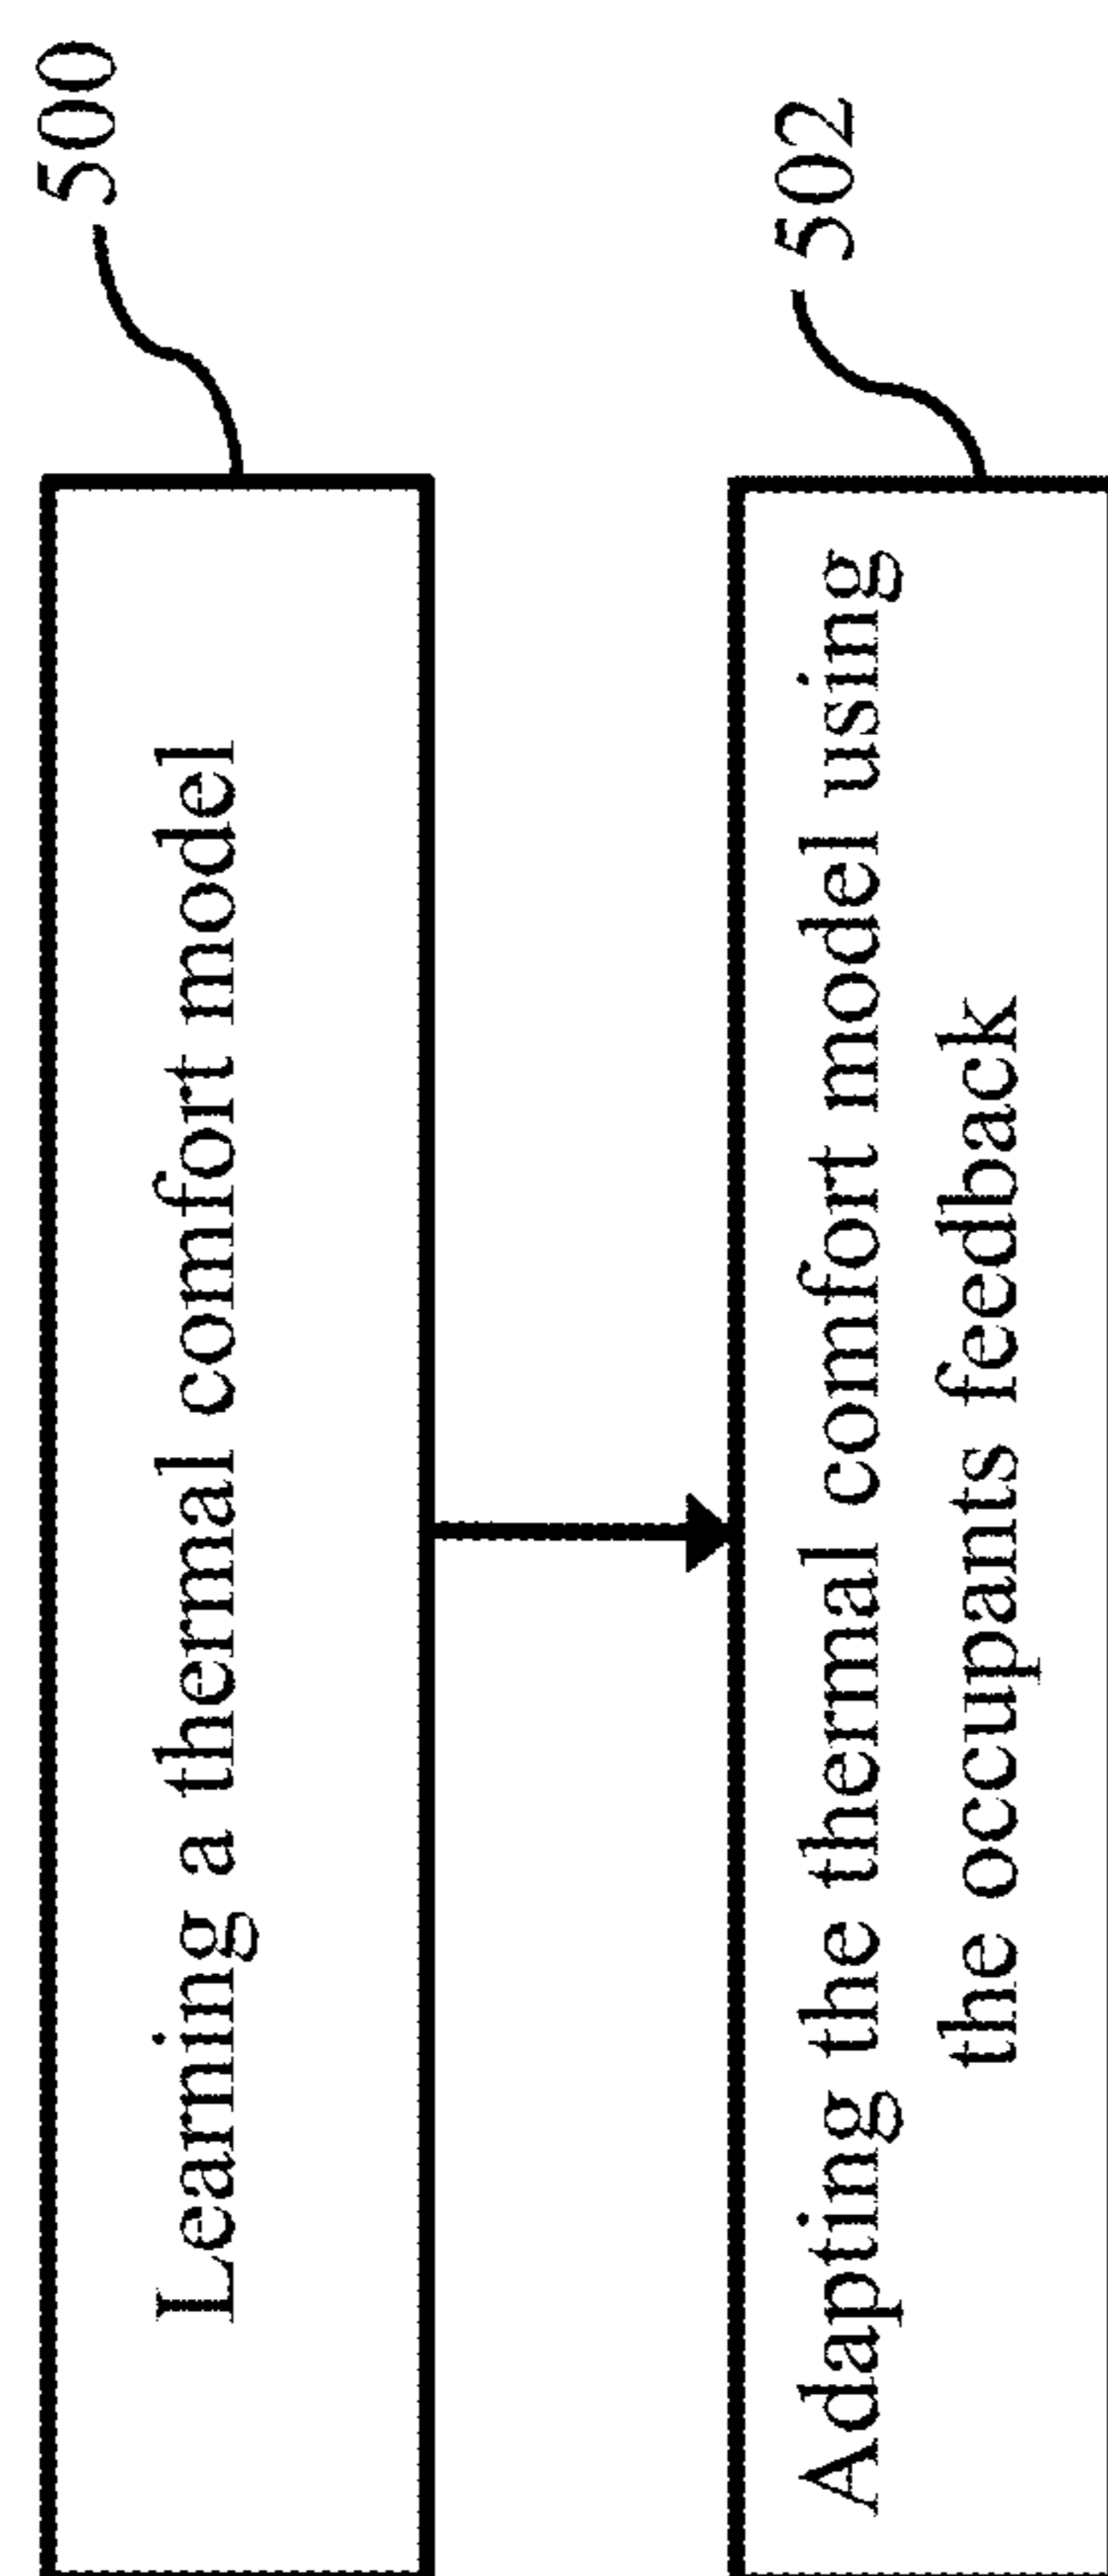 500
Learning a thermal comfort model
502
Adapting the thermal comfort model using
the occupants feedback